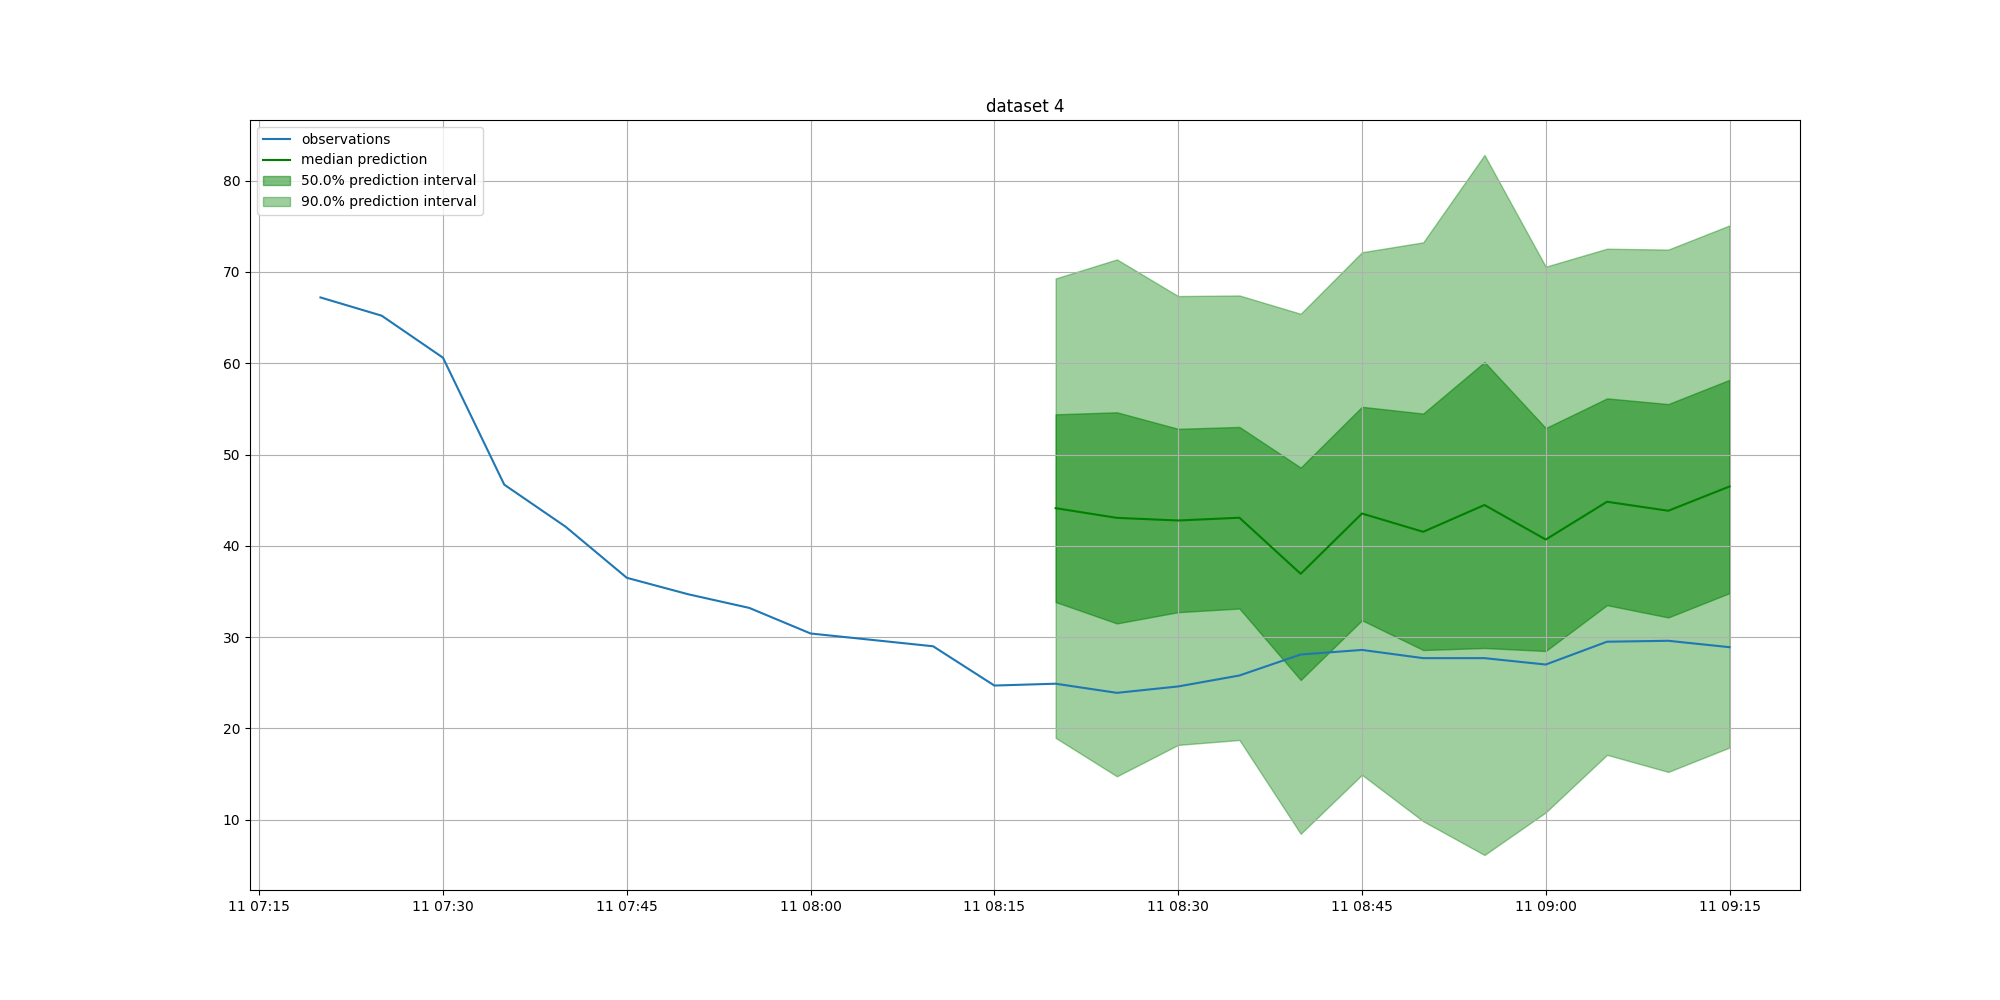 dataset 4
observations
median prediction
50.0% prediction interval
90.0% prediction interval
80
70
60
50
40
30
20
10
11 07:15 11 07:30 11 07:45 11 08:00 11 08:15 11 08:30 11 08:45 11 09:00 11 09:15